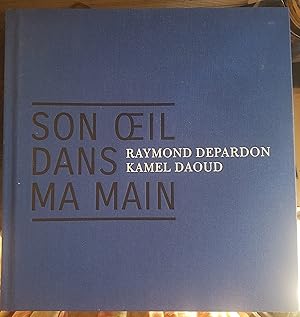 SON ŒIL
DANS
MA MAIN
RAYMOND DEPARDON
KAMEL DAOUD